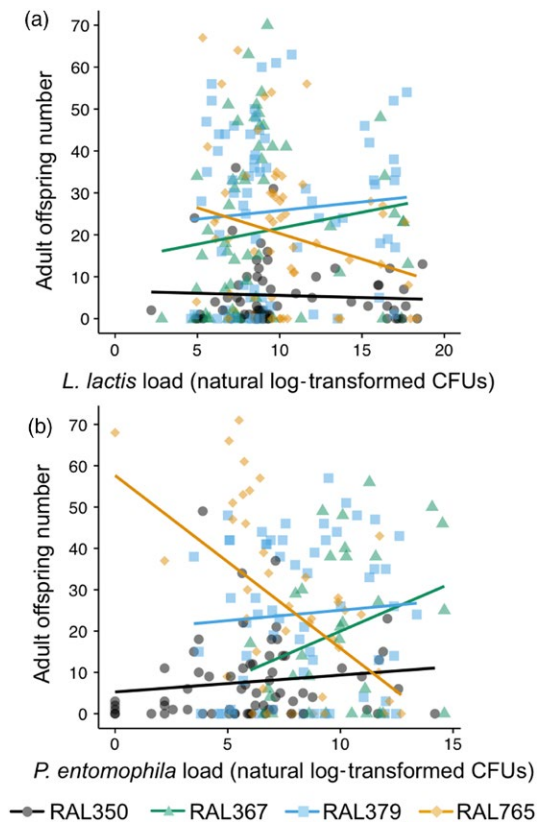 (a)
Adult offspring number
70
60
50
40
30
20
10
0
0 5 10 15 20
L. lactis load (natural log-transformed CFUs)
(b)
Adult offspring number
70
60
50
40
30
20
10
0
0 5 10 15
P. entomophila load (natural log-transformed CFUs)
RAL350 RAL367 RAL379 RAL765